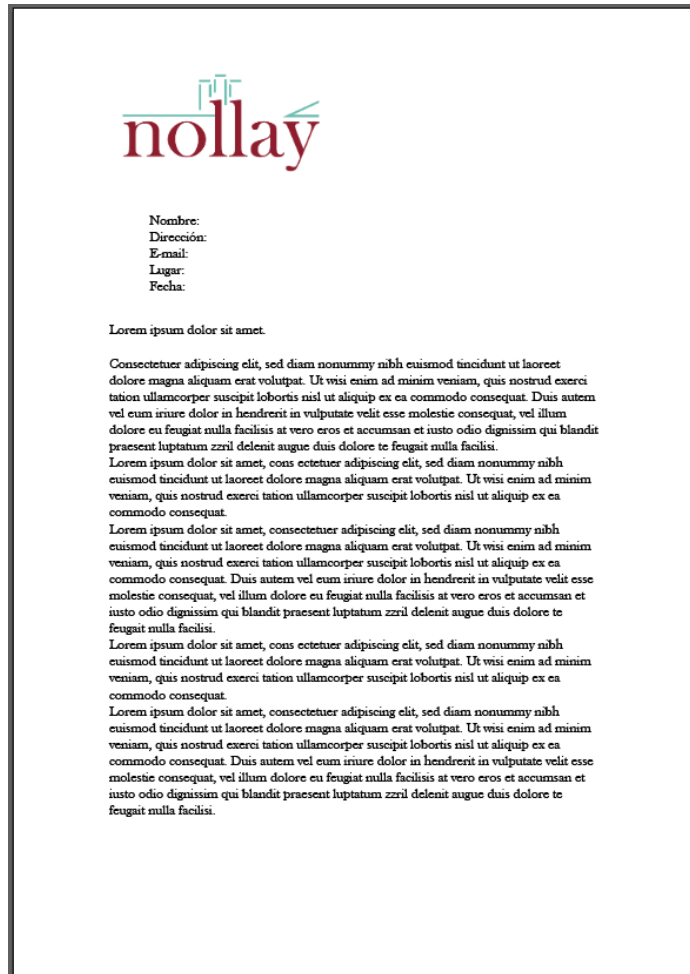 nollay
Nombre:
Dirección:
E-mail:
Lugar:
Fecha:
Lorem ipsum dolor sit amet.
Consectetuer adipiscing elit, sed diam nonummy nibh euismod tincidunt ut laoreet
dolore magna aliquam erat volutpat. Ut wisi enim ad minim veniam, quis nostrud exerci
tation ullamcorper suscipit lobortis nisl ut aliquip ex ea commodo consequat. Duis autem
vel eum iriure dolor in hendrerit in vulputate velit esse molestie consequat, vel illum
dolore eu feugiat nulla facilisis at vero eros et accumsan et iusto odio dignissim qui blandit
praesent luptatum zzril delenit augue duis dolore te feugait nulla facilisi.
Lorem ipsum dolor sit amet, cons ectetuer adipiscing elit, sed diam nonummy nibh
euismod tincidunt ut laoreet dolore magna aliquam erat volutpat. Ut wisi enim ad minim
veniam, quis nostrud exerci tation ullamcorper suscipit lobortis nisl ut aliquip ex ea
commodo consequat.
Lorem ipsum dolor sit amet, consectetuer adipiscing elit, sed diam nonummy nibh
euismod tincidunt ut laoreet dolore magna aliquam erat volutpat. Ut wisi enim ad minim
veniam, quis nostrud exerci tation ullamcorper suscipit lobortis nisl ut aliquip ex ea
commodo consequat. Duis autem vel eum iriure dolor in hendrerit in vulputate velit esse
molestie consequat, vel illum dolore eu feugiat nulla facilisis at vero eros et accumsan et
iusto odio dignissim qui blandit praesent luptatum zzril delenit augue duis dolore te
feugait nulla facilisi.
Lorem ipsum dolor sit amet, cons ectetuer adipiscing elit, sed diam nonummy nibh
euismod tincidunt ut laoreet dolore magna aliquam erat volutpat. Ut wisi enim ad minim
veniam, quis nostrud exerci tation ullamcorper suscipit lobortis nisl ut aliquip ex ea
commodo consequat.
Lorem ipsum dolor sit amet, consectetuer adipiscing elit, sed diam nonummy nibh
euismod tincidunt ut laoreet dolore magna aliquam erat volutpat. Ut wisi enim ad minim
veniam, quis nostrud exerci tation ullamcorper suscipit lobortis nisl ut aliquip ex ea
commodo consequat. Duis autem vel eum iriure dolor in hendrerit in vulputate velit esse
molestie consequat, vel illum dolore eu feugiat nulla facilisis at vero eros et accumsan et
iusto odio dignissim qui blandit praesent luptatum zzril delenit augue duis dolore te
feugait nulla facilisi.